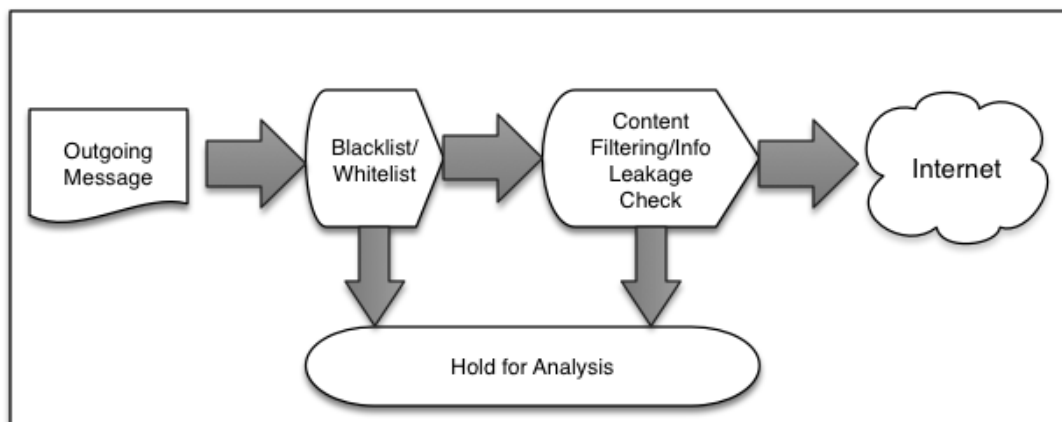 Outgoing
Message
Blacklist/
Whitelist
Content
Filtering/Info
Leakage
Check
Internet
Hold for Analysis